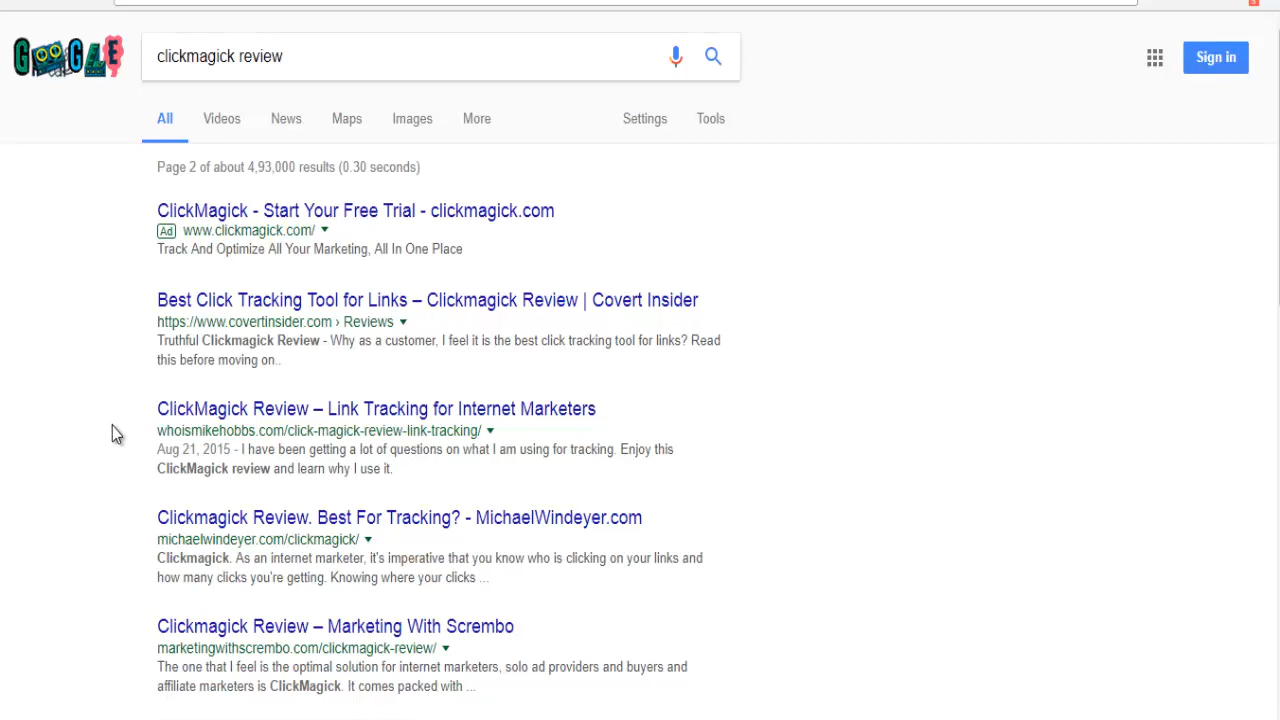 GOOGLE
clickmagick review
Sign in
All Videos News Maps Images More Settings Tools
Page 2 of about 4,93,000 results (0.30 seconds)
ClickMagick - Start Your Free Trial - clickmagick.com
Ad www.clickmagick.com/
Track And Optimize All Your Marketing, All In One Place
Best Click Tracking Tool for Links – Clickmagick Review | Covert Insider
https://www.covertinsider.com › Reviews
Truthful Clickmagick Review - Why as a customer, I feel it is the best click tracking tool for links? Read
this before moving on..
ClickMagick Review – Link Tracking for Internet Marketers
whoismikehobbs.com/click-magick-review-link-tracking/
Aug 21, 2015 - I have been getting a lot of questions on what I am using for tracking. Enjoy this
ClickMagick review and learn why I use it.
Clickmagick Review. Best For Tracking? - MichaelWindeyer.com
michaelwindeyer.com/clickmagick/
Clickmagick. As an internet marketer, it's imperative that you know who is clicking on your links and
how many clicks you're getting. Knowing where your clicks ...
Clickmagick Review – Marketing With Scrembo
marketingwithscrembo.com/clickmagick-review/
The one that I feel is the optimal solution for internet marketers, solo ad providers and buyers and
affiliate marketers is ClickMagick. It comes packed with ...